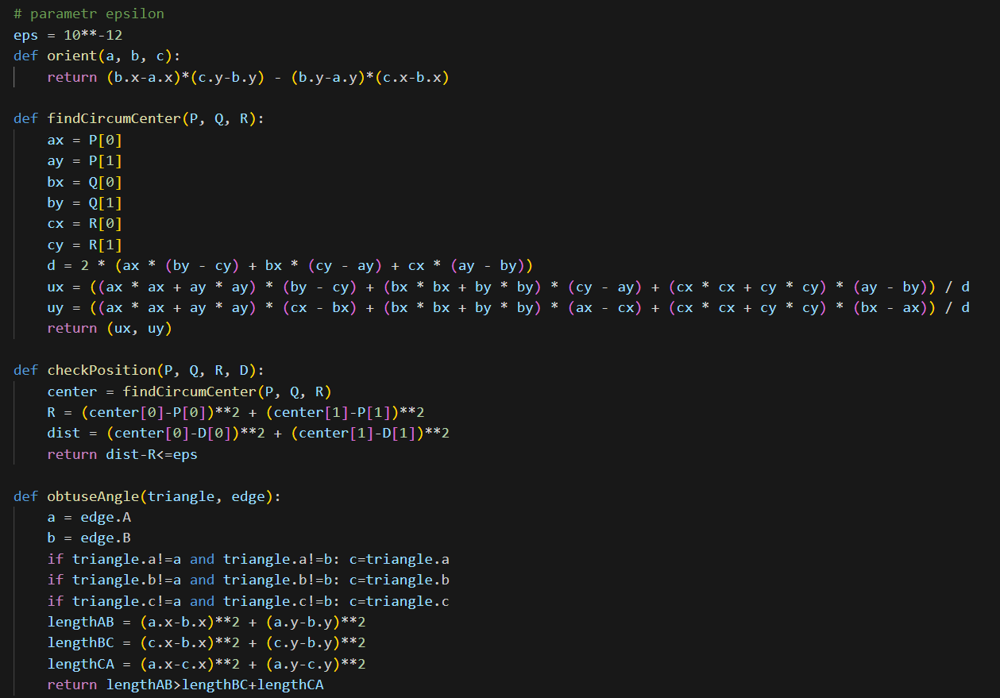 # parametr epsilon
eps = 10**-12
def orient(a, b, c):
    return (b.x-a.x)*(c.y-b.y) - (b.y-a.y)*(c.x-b.x)

def findCircumCenter(P, Q, R):
    ax = P[0]
    ay = P[1]
    bx = Q[0]
    by = Q[1]
    cx = R[0]
    cy = R[1]
    d = 2 * (ax * (by - cy) + bx * (cy - ay) + cx * (ay - by))
    ux = ((ax * ax + ay * ay) * (by - cy) + (bx * bx + by * by) * (cy - ay) + (cx * cx + cy * cy) * (ay - by)) / d
    uy = ((ax * ax + ay * ay) * (cx - bx) + (bx * bx + by * by) * (ax - cx) + (cx * cx + cy * cy) * (bx - ax)) / d
    return (ux, uy)

def checkPosition(P, Q, R, D):
    center = findCircumCenter(P, Q, R)
    R = (center[0]-P[0])**2 + (center[1]-P[1])**2
    dist = (center[0]-D[0])**2 + (center[1]-D[1])**2
    return dist-R<=eps

def obtuseAngle(triangle, edge):
    a = edge.A
    b = edge.B
    if triangle.a!=a and triangle.a!=b: c=triangle.a
    if triangle.b!=a and triangle.b!=b: c=triangle.b
    if triangle.c!=a and triangle.c!=b: c=triangle.c
    lengthAB = (a.x-b.x)**2 + (a.y-b.y)**2
    lengthBC = (c.x-b.x)**2 + (c.y-b.y)**2
    lengthCA = (a.x-c.x)**2 + (a.y-c.y)**2
    return lengthAB>lengthBC+lengthCA